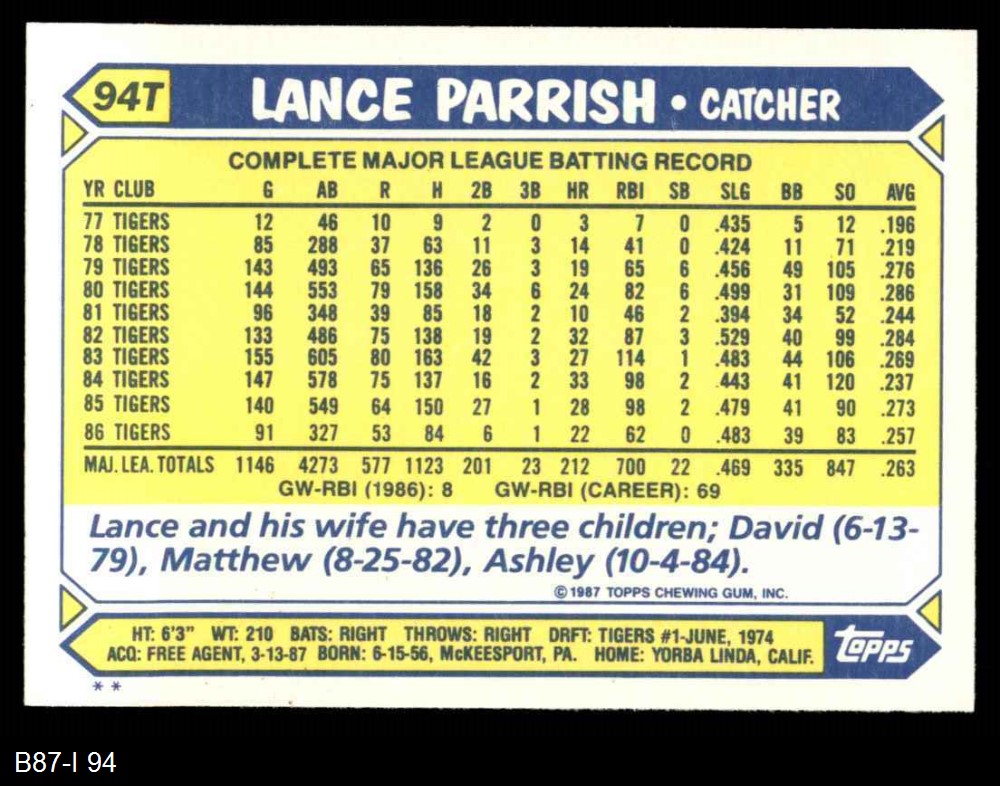 94T LANCE PARRISH • CATCHER
COMPLETE MAJOR LEAGUE BATTING RECORD
YR CLUB G AB R H 2B 3B HR RBI SB SLG BB SO AVG
77 TIGERS 12 46 10 9 2 0 3 7 0 .435 5 12 .196
78 TIGERS 85 288 37 63 11 3 14 41 0 .424 11 71 .219
79 TIGERS 143 493 65 136 26 3 19 65 6 .456 49 105 .276
80 TIGERS 144 553 79 158 34 6 24 82 6 .499 31 109 .286
81 TIGERS 96 348 39 85 18 2 10 46 2 .394 34 52 .244
82 TIGERS 133 486 75 138 19 2 32 87 3 .529 40 99 .284
83 TIGERS 155 605 80 163 42 3 27 114 1 .483 44 106 .269
84 TIGERS 147 578 75 137 16 2 33 98 2 .443 41 120 .237
85 TIGERS 140 549 64 150 27 1 28 98 2 .479 41 90 .273
86 TIGERS 91 327 53 84 6 1 22 62 0 .483 39 83 .257
MAJ. LEA. TOTALS 1146 4273 577 1123 201 23 212 700 22 .469 335 847 .263
GW-RBI (1986): 8 GW-RBI (CAREER): 69
Lance and his wife have three children; David (6-13-
79), Matthew (8-25-82), Ashley (10-4-84).
©1987 TOPPS CHEWING GUM, INC.
HT: 6'3" WT: 210 BATS: RIGHT THROWS: RIGHT DRFT: TIGERS #1-JUNE, 1974
ACQ: FREE AGENT, 3-13-87 BORN: 6-15-56, McKEESPORT, PA. HOME: YORBA LINDA, CALIF.
topps
**
B87-I 94